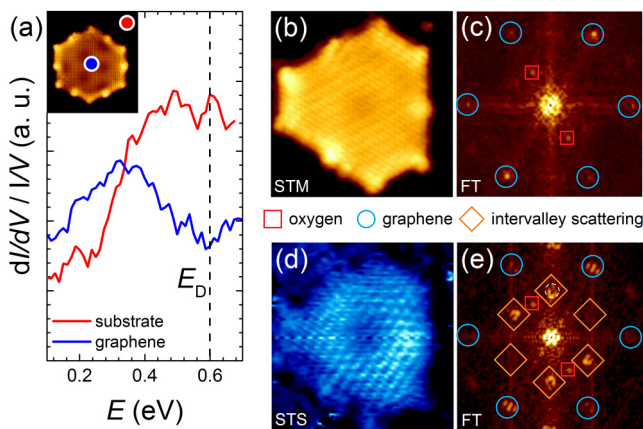 (a)
dI/dV / I/V (a. u.)
E_D
substrate
graphene
0.2 0.4 0.6
E (eV)
(b)
STM
(c)
FT
oxygen graphene intervalley scattering
(d)
STS
(e)
FT